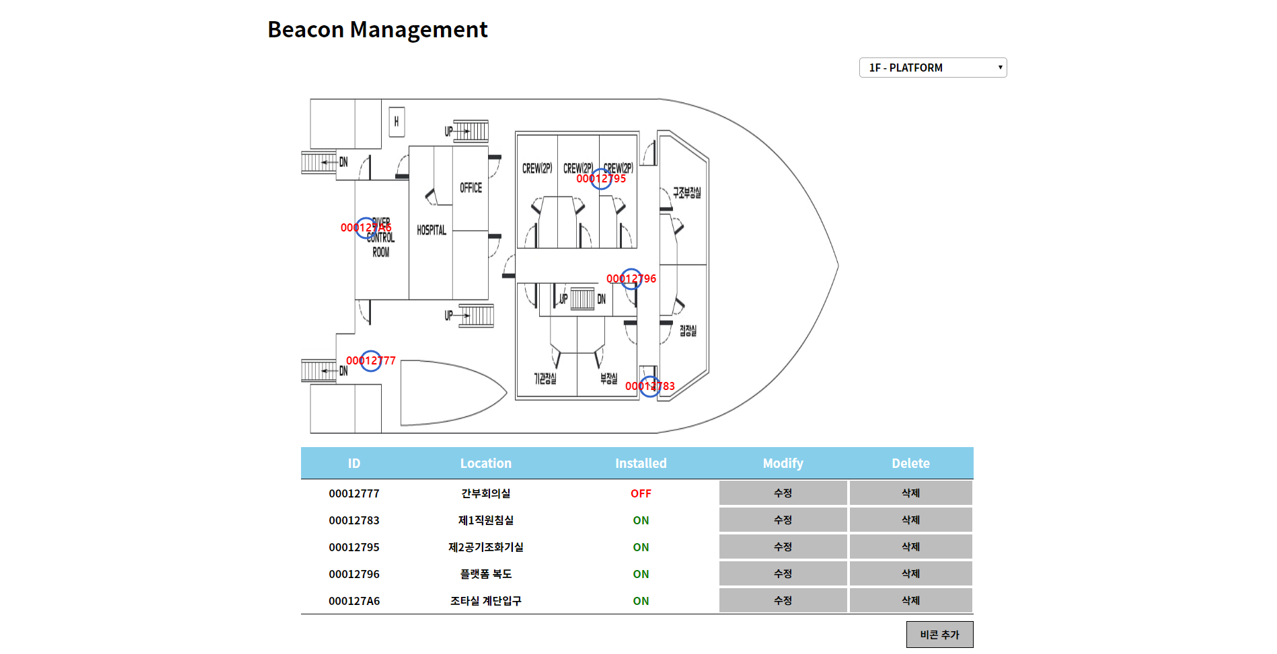 Beacon Management
1F - PLATFORM
H
UP
DN
OFFICE
CREW(2P) CREW(2P) CREW(2P)
00012795
구조부장실
000127A6
DIVER
CONTROL
ROOM
HOSPITAL
00012796
UP DN
UP
점장실
00012777
DN
기관장실 부장실
00012783
ID Location Installed Modify Delete
00012777 간부회의실 OFF 수정 삭제
00012783 제1직원침실 ON 수정 삭제
00012795 제2공기조화기실 ON 수정 삭제
00012796 플랫폼 복도 ON 수정 삭제
000127A6 조타실 계단입구 ON 수정 삭제
비콘 추가